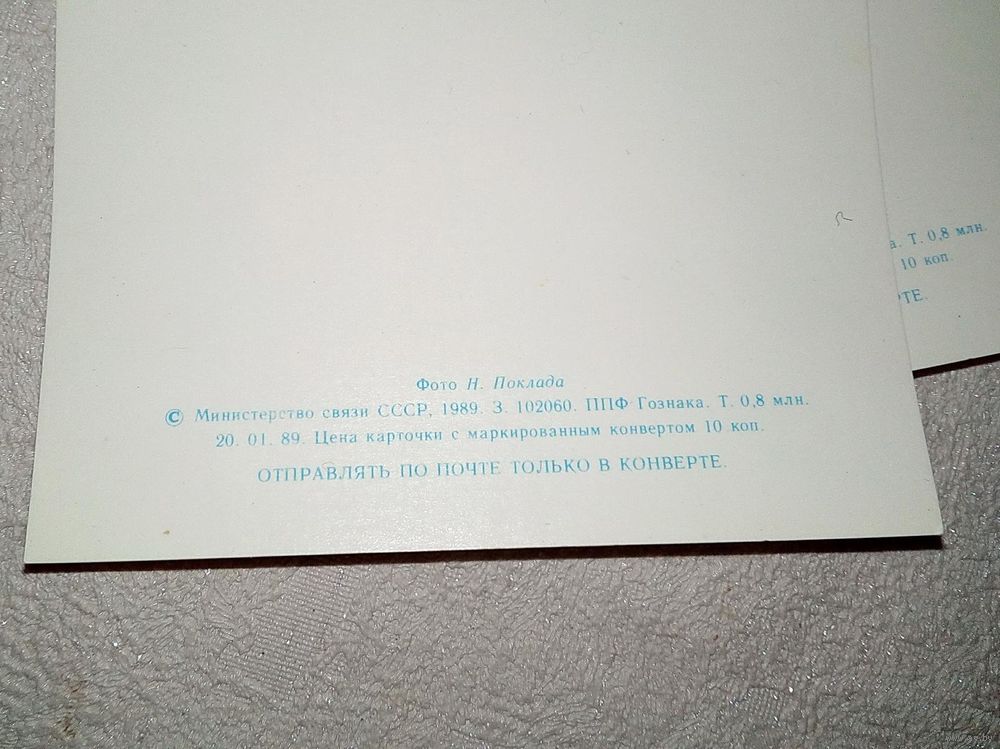 Фото Н. Поклада
© Министерство связи СССР, 1989. З. 102060. ППФ Гознака. Т. 0,8 млн.
20. 01. 89. Цена карточки с маркированным конвертом 10 коп.
ОТПРАВЛЯТЬ ПО ПОЧТЕ ТОЛЬКО В КОНВЕРТЕ.
а. Т. 0,8 млн.
10 коп.
РТЕ.